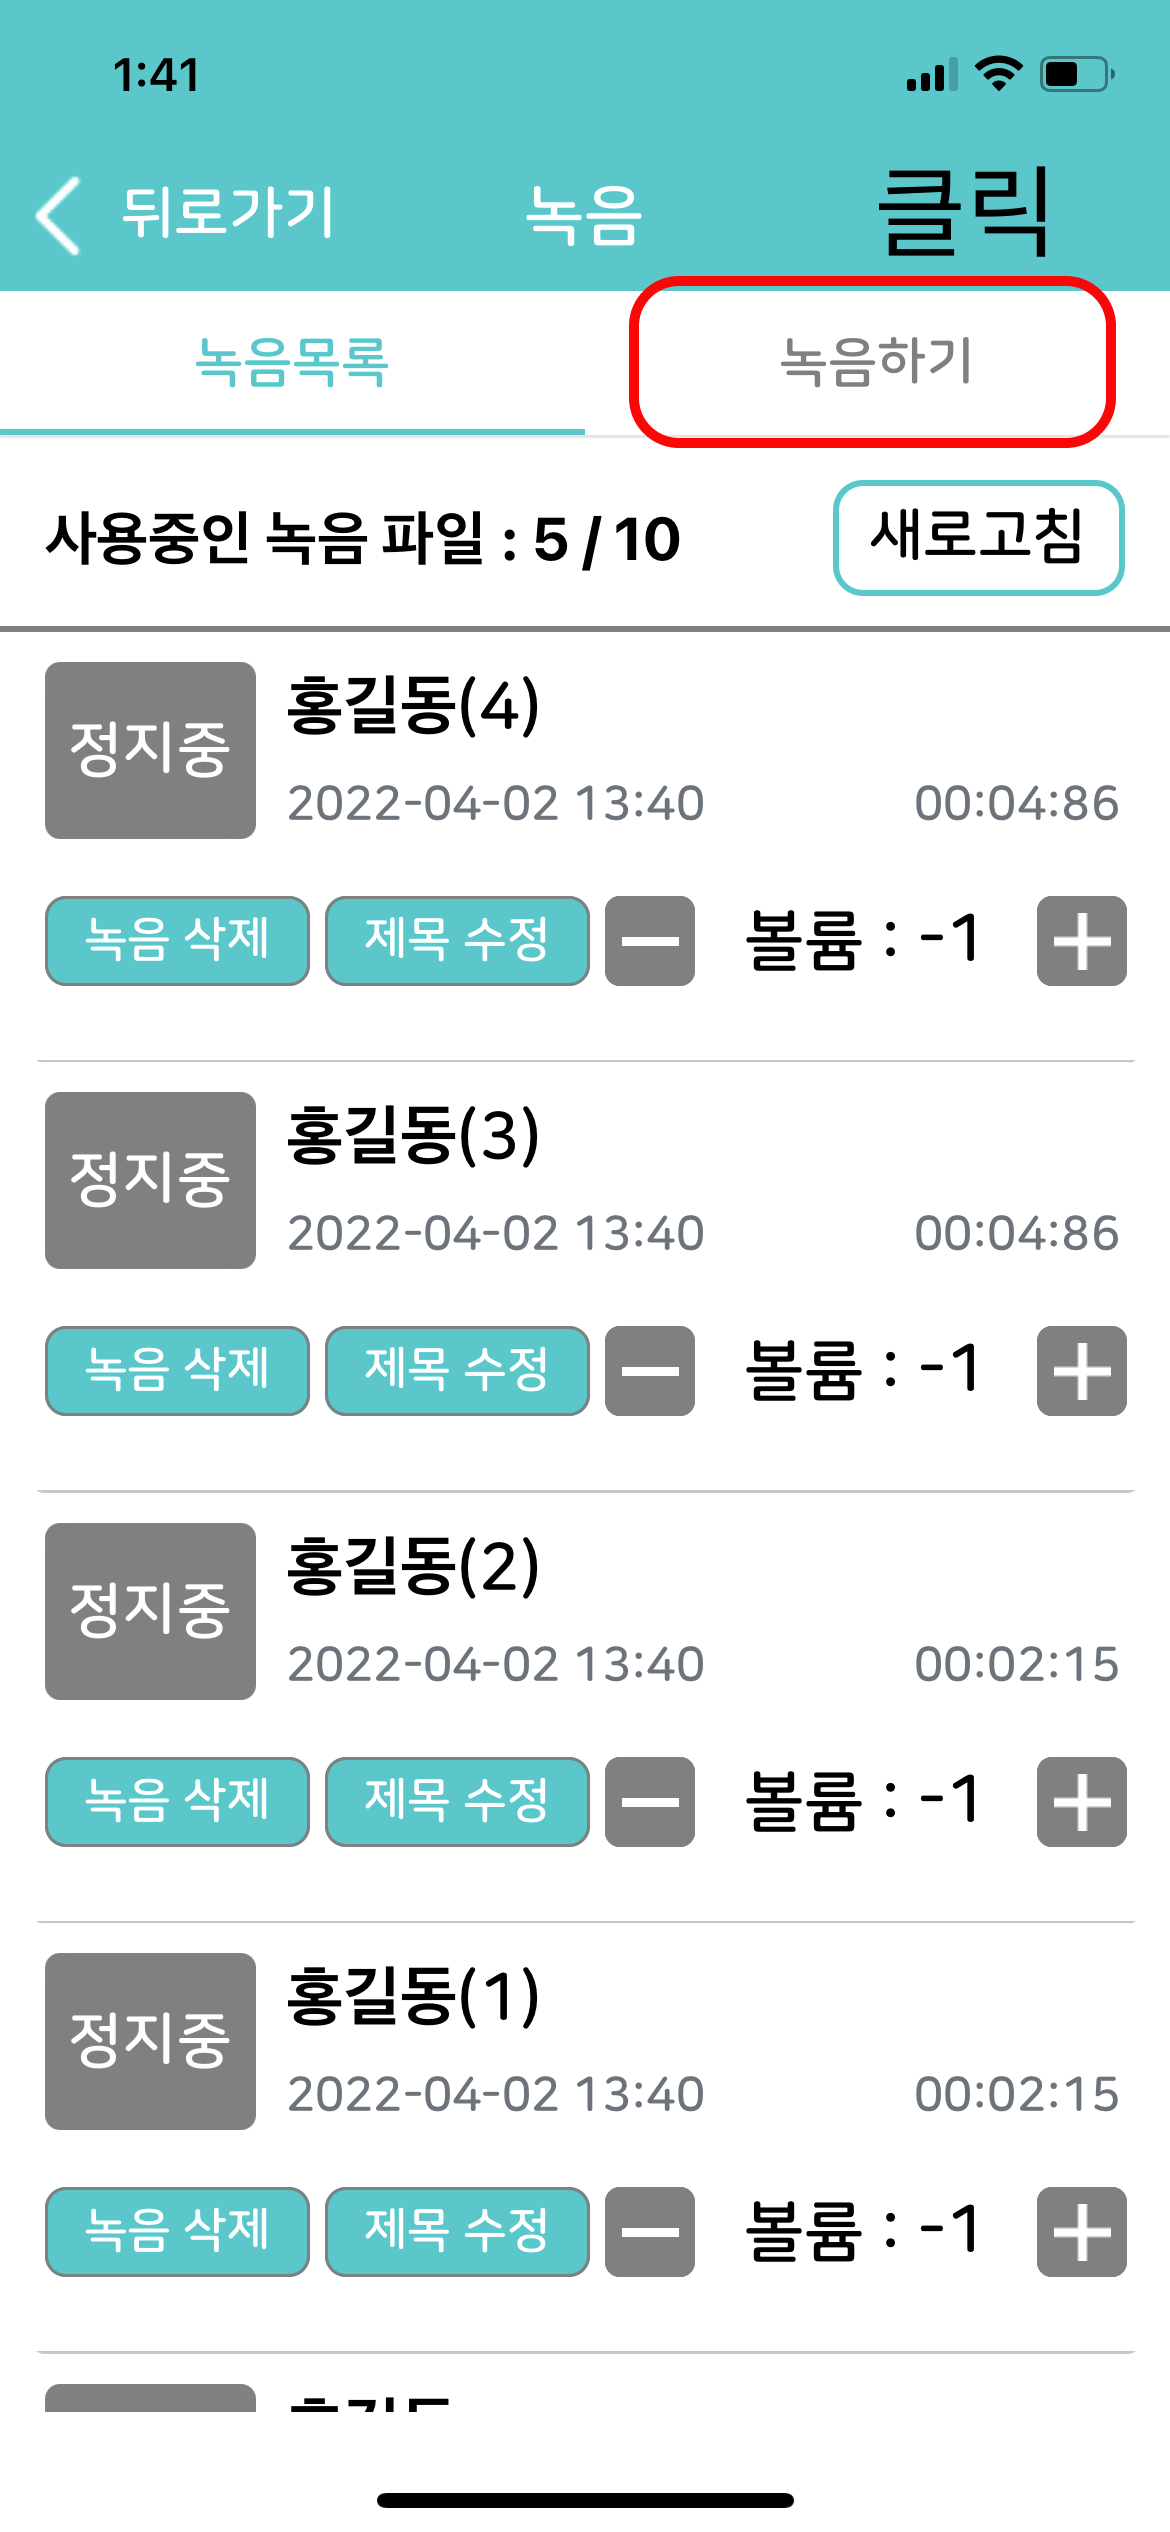 1:41
뒤로가기 녹음 클릭
녹음목록 녹음하기
사용중인 녹음 파일 : 5 / 10 새로고침
정지중 홍길동(4)
2022-04-02 13:40 00:04:86
녹음 삭제 제목 수정 볼륨 : -1
정지중 홍길동(3)
2022-04-02 13:40 00:04:86
녹음 삭제 제목 수정 볼륨 : -1
정지중 홍길동(2)
2022-04-02 13:40 00:02:15
녹음 삭제 제목 수정 볼륨 : -1
정지중 홍길동(1)
2022-04-02 13:40 00:02:15
녹음 삭제 제목 수정 볼륨 : -1